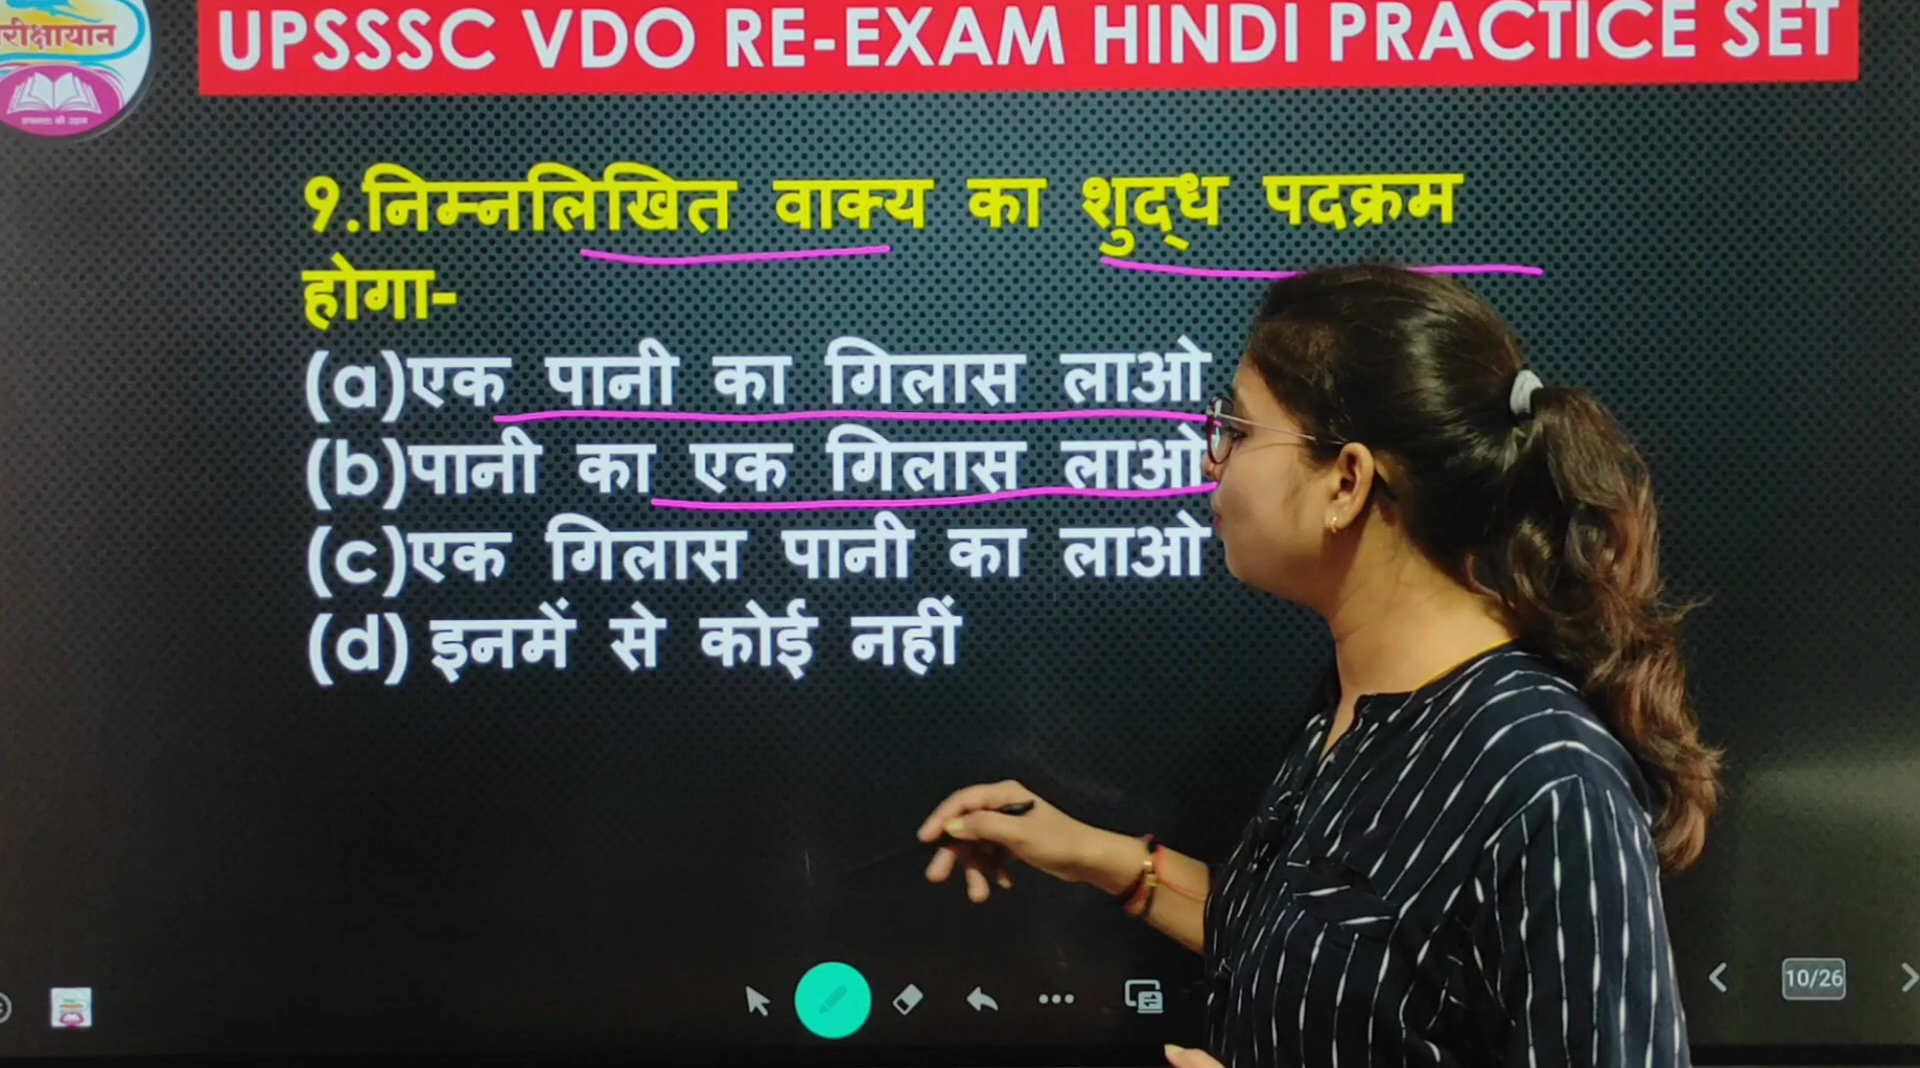 UPSSSC VDO RE-EXAM HINDI PRACTICE SET
रीक्षायान
9.निम्नलिखित वाक्य का शुद्ध पदक्रम
होगा-
(a)एक पानी का गिलास लाओ
(b)पानी का एक गिलास लाओ
(c)एक गिलास पानी का लाओ
(d) इनमें से कोई नहीं
10/26